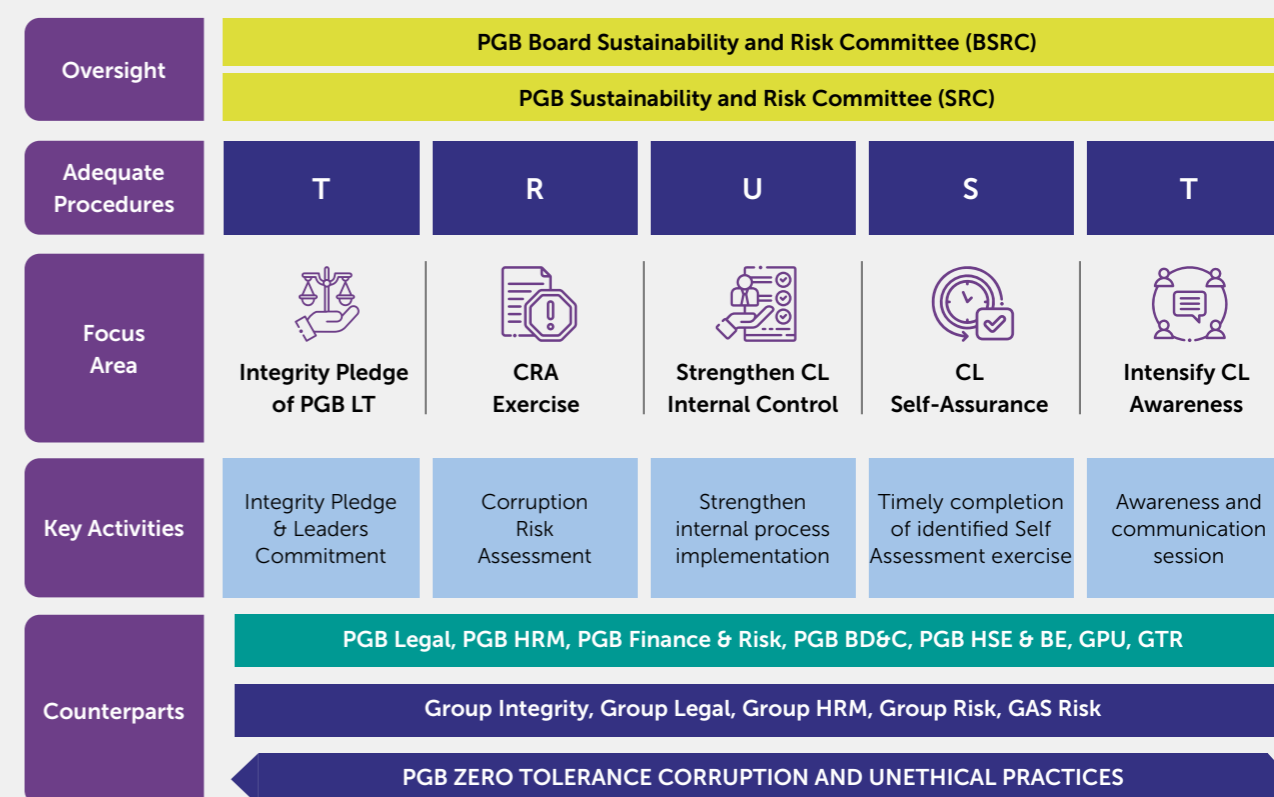 Oversight
PGB Board Sustainability and Risk Committee (BSRC)
PGB Sustainability and Risk Committee (SRC)
Adequate
Procedures
T
R
U
S
T
Focus
Area
Integrity Pledge
of PGB LT
CRA
Exercise
Strengthen CL
Internal Control
CL
Self-Assurance
Intensify CL
Awareness
Key Activities
Integrity Pledge
& Leaders
Commitment
Corruption
Risk
Assessment
Strengthen
internal process
implementation
Timely completion
of identified Self
Assessment exercise
Awareness and
communication
session
Counterparts
PGB Legal, PGB HRM, PGB Finance & Risk, PGB BD&C, PGB HSE & BE, GPU, GTR
Group Integrity, Group Legal, Group HRM, Group Risk, GAS Risk
PGB ZERO TOLERANCE CORRUPTION AND UNETHICAL PRACTICES